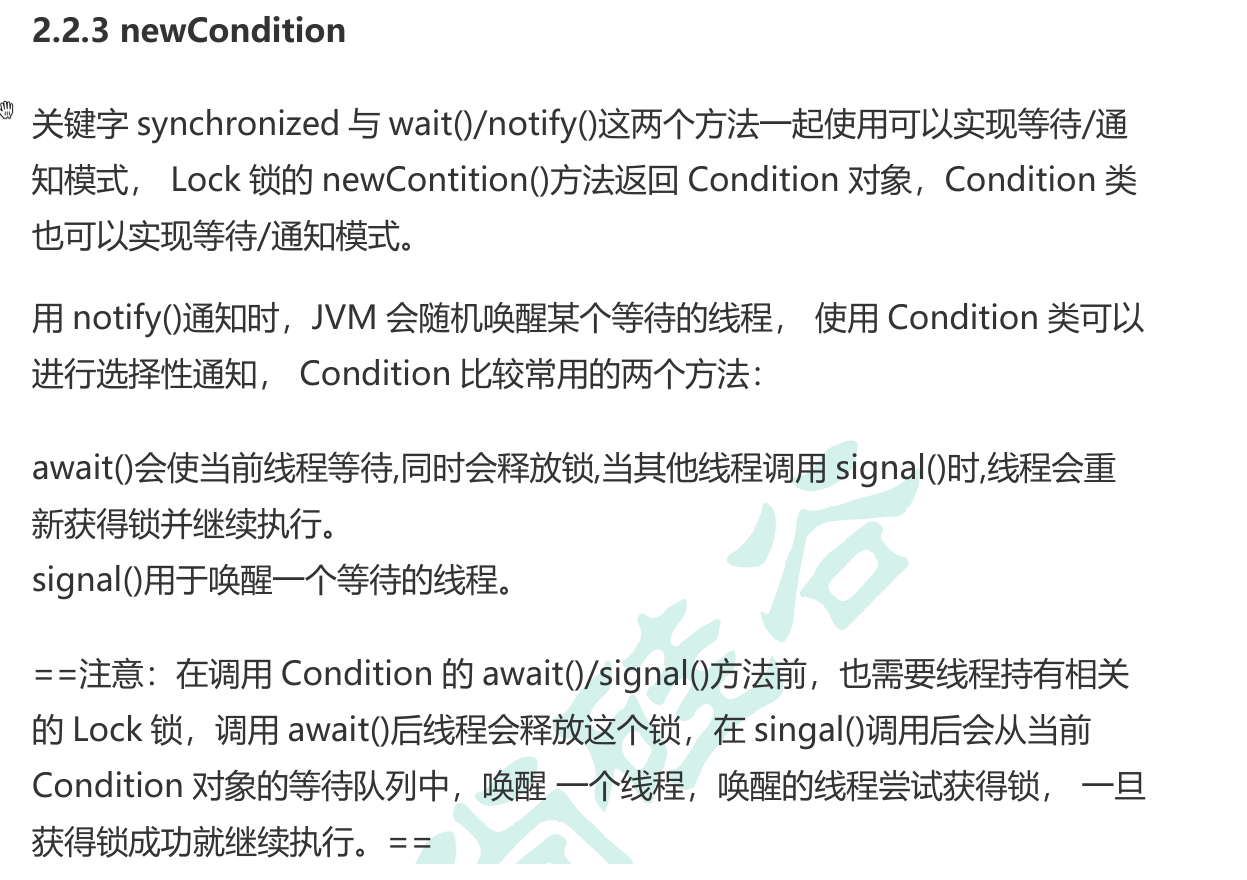 2.2.3 newCondition
关键字 synchronized 与 wait()/notify()这两个方法一起使用可以实现等待/通
知模式， Lock 锁的 newContition()方法返回 Condition 对象，Condition 类
也可以实现等待/通知模式。
用 notify()通知时，JVM 会随机唤醒某个等待的线程， 使用 Condition 类可以
进行选择性通知， Condition 比较常用的两个方法：
await()会使当前线程等待,同时会释放锁,当其他线程调用 signal()时,线程会重
新获得锁并继续执行。
signal()用于唤醒一个等待的线程。
==注意：在调用 Condition 的 await()/signal()方法前，也需要线程持有相关
的 Lock 锁，调用 await()后线程会释放这个锁，在 singal()调用后会从当前
Condition 对象的等待队列中，唤醒 一个线程，唤醒的线程尝试获得锁， 一旦
获得锁成功就继续执行。==
尚硅谷